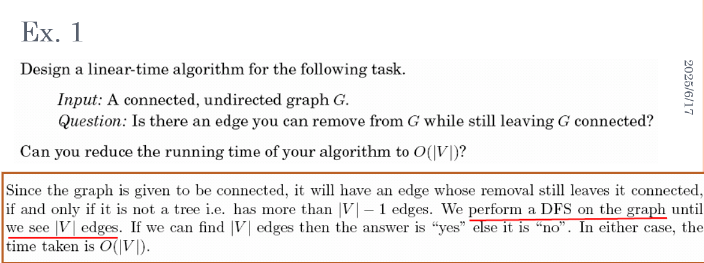 Ex. 1
Design a linear-time algorithm for the following task.
Input: A connected, undirected graph G.
Question: Is there an edge you can remove from G while still leaving G connected?
Can you reduce the running time of your algorithm to O(|V|)?
2025/6/17
Since the graph is given to be connected, it will have an edge whose removal still leaves it connected,
if and only if it is not a tree i.e. has more than |V| − 1 edges. We perform a DFS on the graph until
we see |V| edges. If we can find |V| edges then the answer is “yes” else it is “no”. In either case, the
time taken is O(|V|).